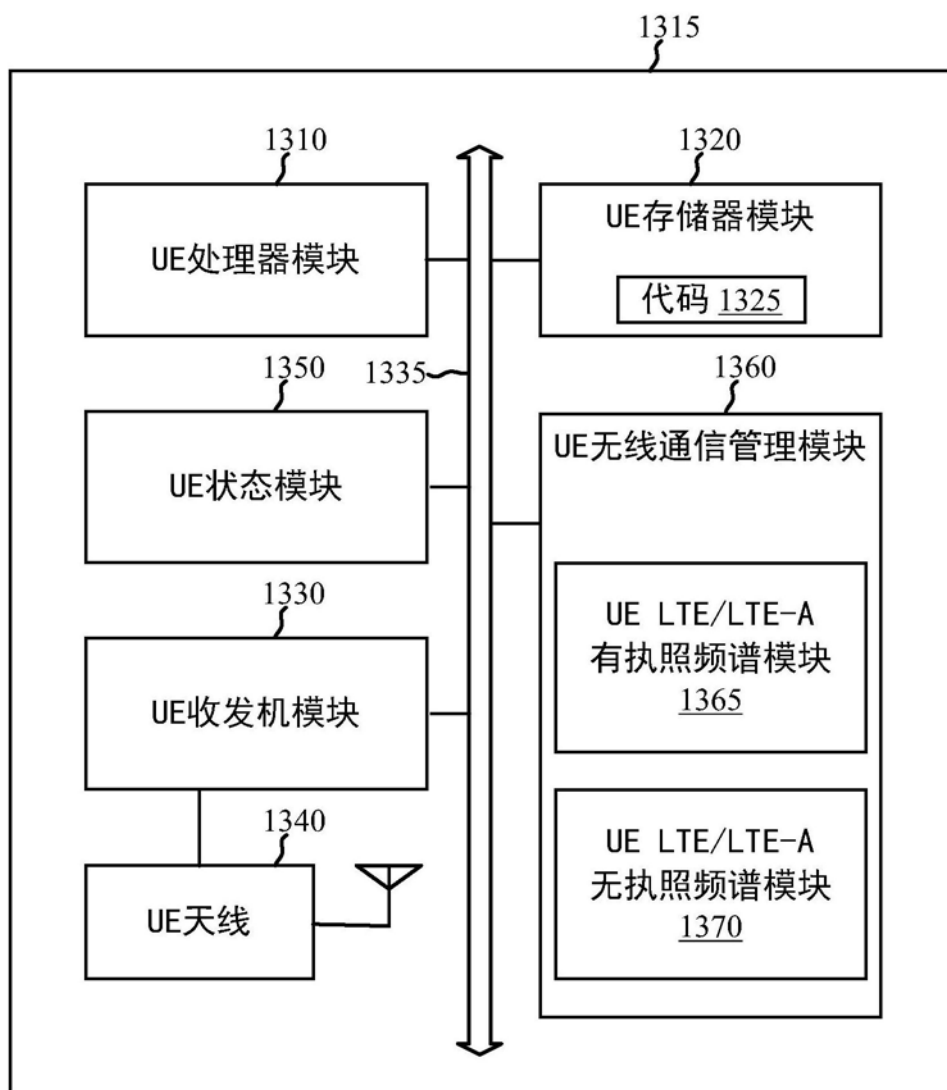 1315
1310
UE处理器模块
1320
UE存储器模块
代码 1325
1335
1350
UE状态模块
1360
UE无线通信管理模块
1330
UE收发机模块
UE LTE/LTE-A
有执照频谱模块
1365
1340
UE天线
UE LTE/LTE-A
无执照频谱模块
1370